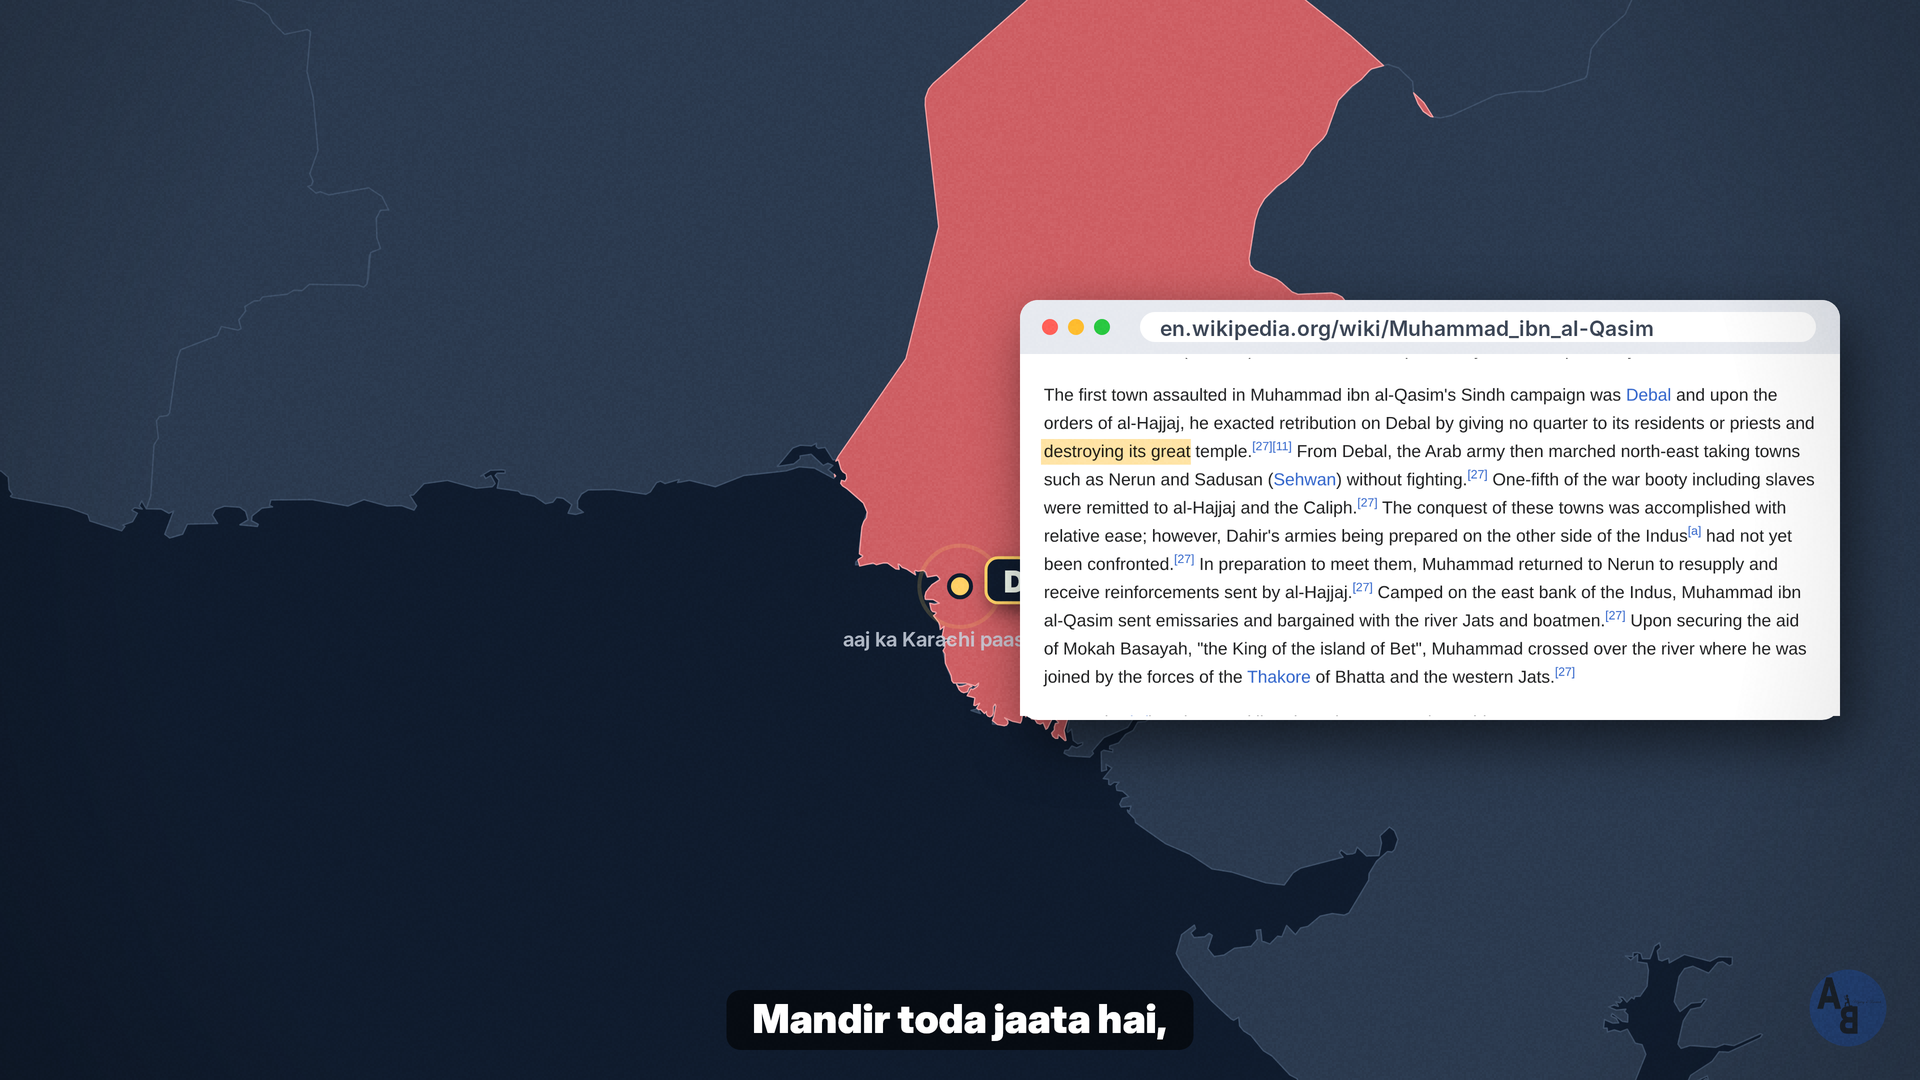 en.wikipedia.org/wiki/Muhammad_ibn_al-Qasim
The first town assaulted in Muhammad ibn al-Qasim's Sindh campaign was Debal and upon the
orders of al-Hajjaj, he exacted retribution on Debal by giving no quarter to its residents or priests and
destroying its great temple.[27][11] From Debal, the Arab army then marched north-east taking towns
such as Nerun and Sadusan (Sehwan) without fighting.[27] One-fifth of the war booty including slaves
were remitted to al-Hajjaj and the Caliph.[27] The conquest of these towns was accomplished with
relative ease; however, Dahir's armies being prepared on the other side of the Indus[a] had not yet
been confronted.[27] In preparation to meet them, Muhammad returned to Nerun to resupply and
receive reinforcements sent by al-Hajjaj.[27] Camped on the east bank of the Indus, Muhammad ibn
al-Qasim sent emissaries and bargained with the river Jats and boatmen.[27] Upon securing the aid
of Mokah Basayah, "the King of the island of Bet", Muhammad crossed over the river where he was
joined by the forces of the Thakore of Bhatta and the western Jats.[27]
D
aaj ka Karachi paas
Mandir toda jaata hai,
A
B